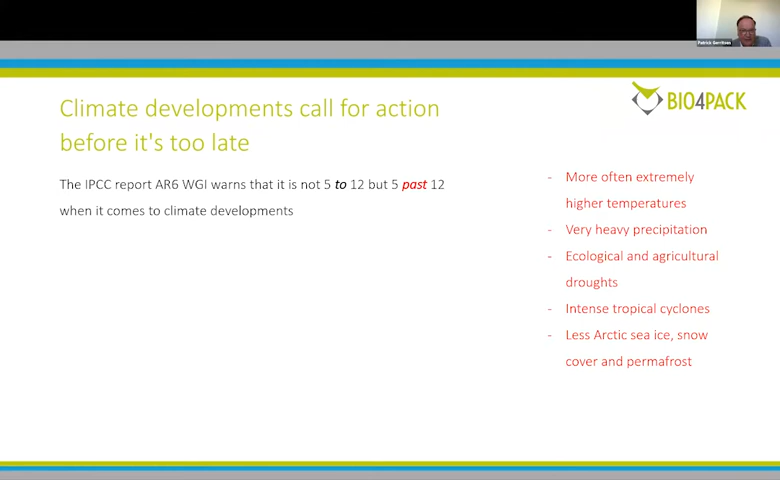 Patrick Gerritsen
BIO4PACK
Climate developments call for action
before it's too late
The IPCC report AR6 WGI warns that it is not 5 to 12 but 5 past 12
when it comes to climate developments
- More often extremely
higher temperatures
- Very heavy precipitation
- Ecological and agricultural
droughts
- Intense tropical cyclones
- Less Arctic sea ice, snow
cover and permafrost